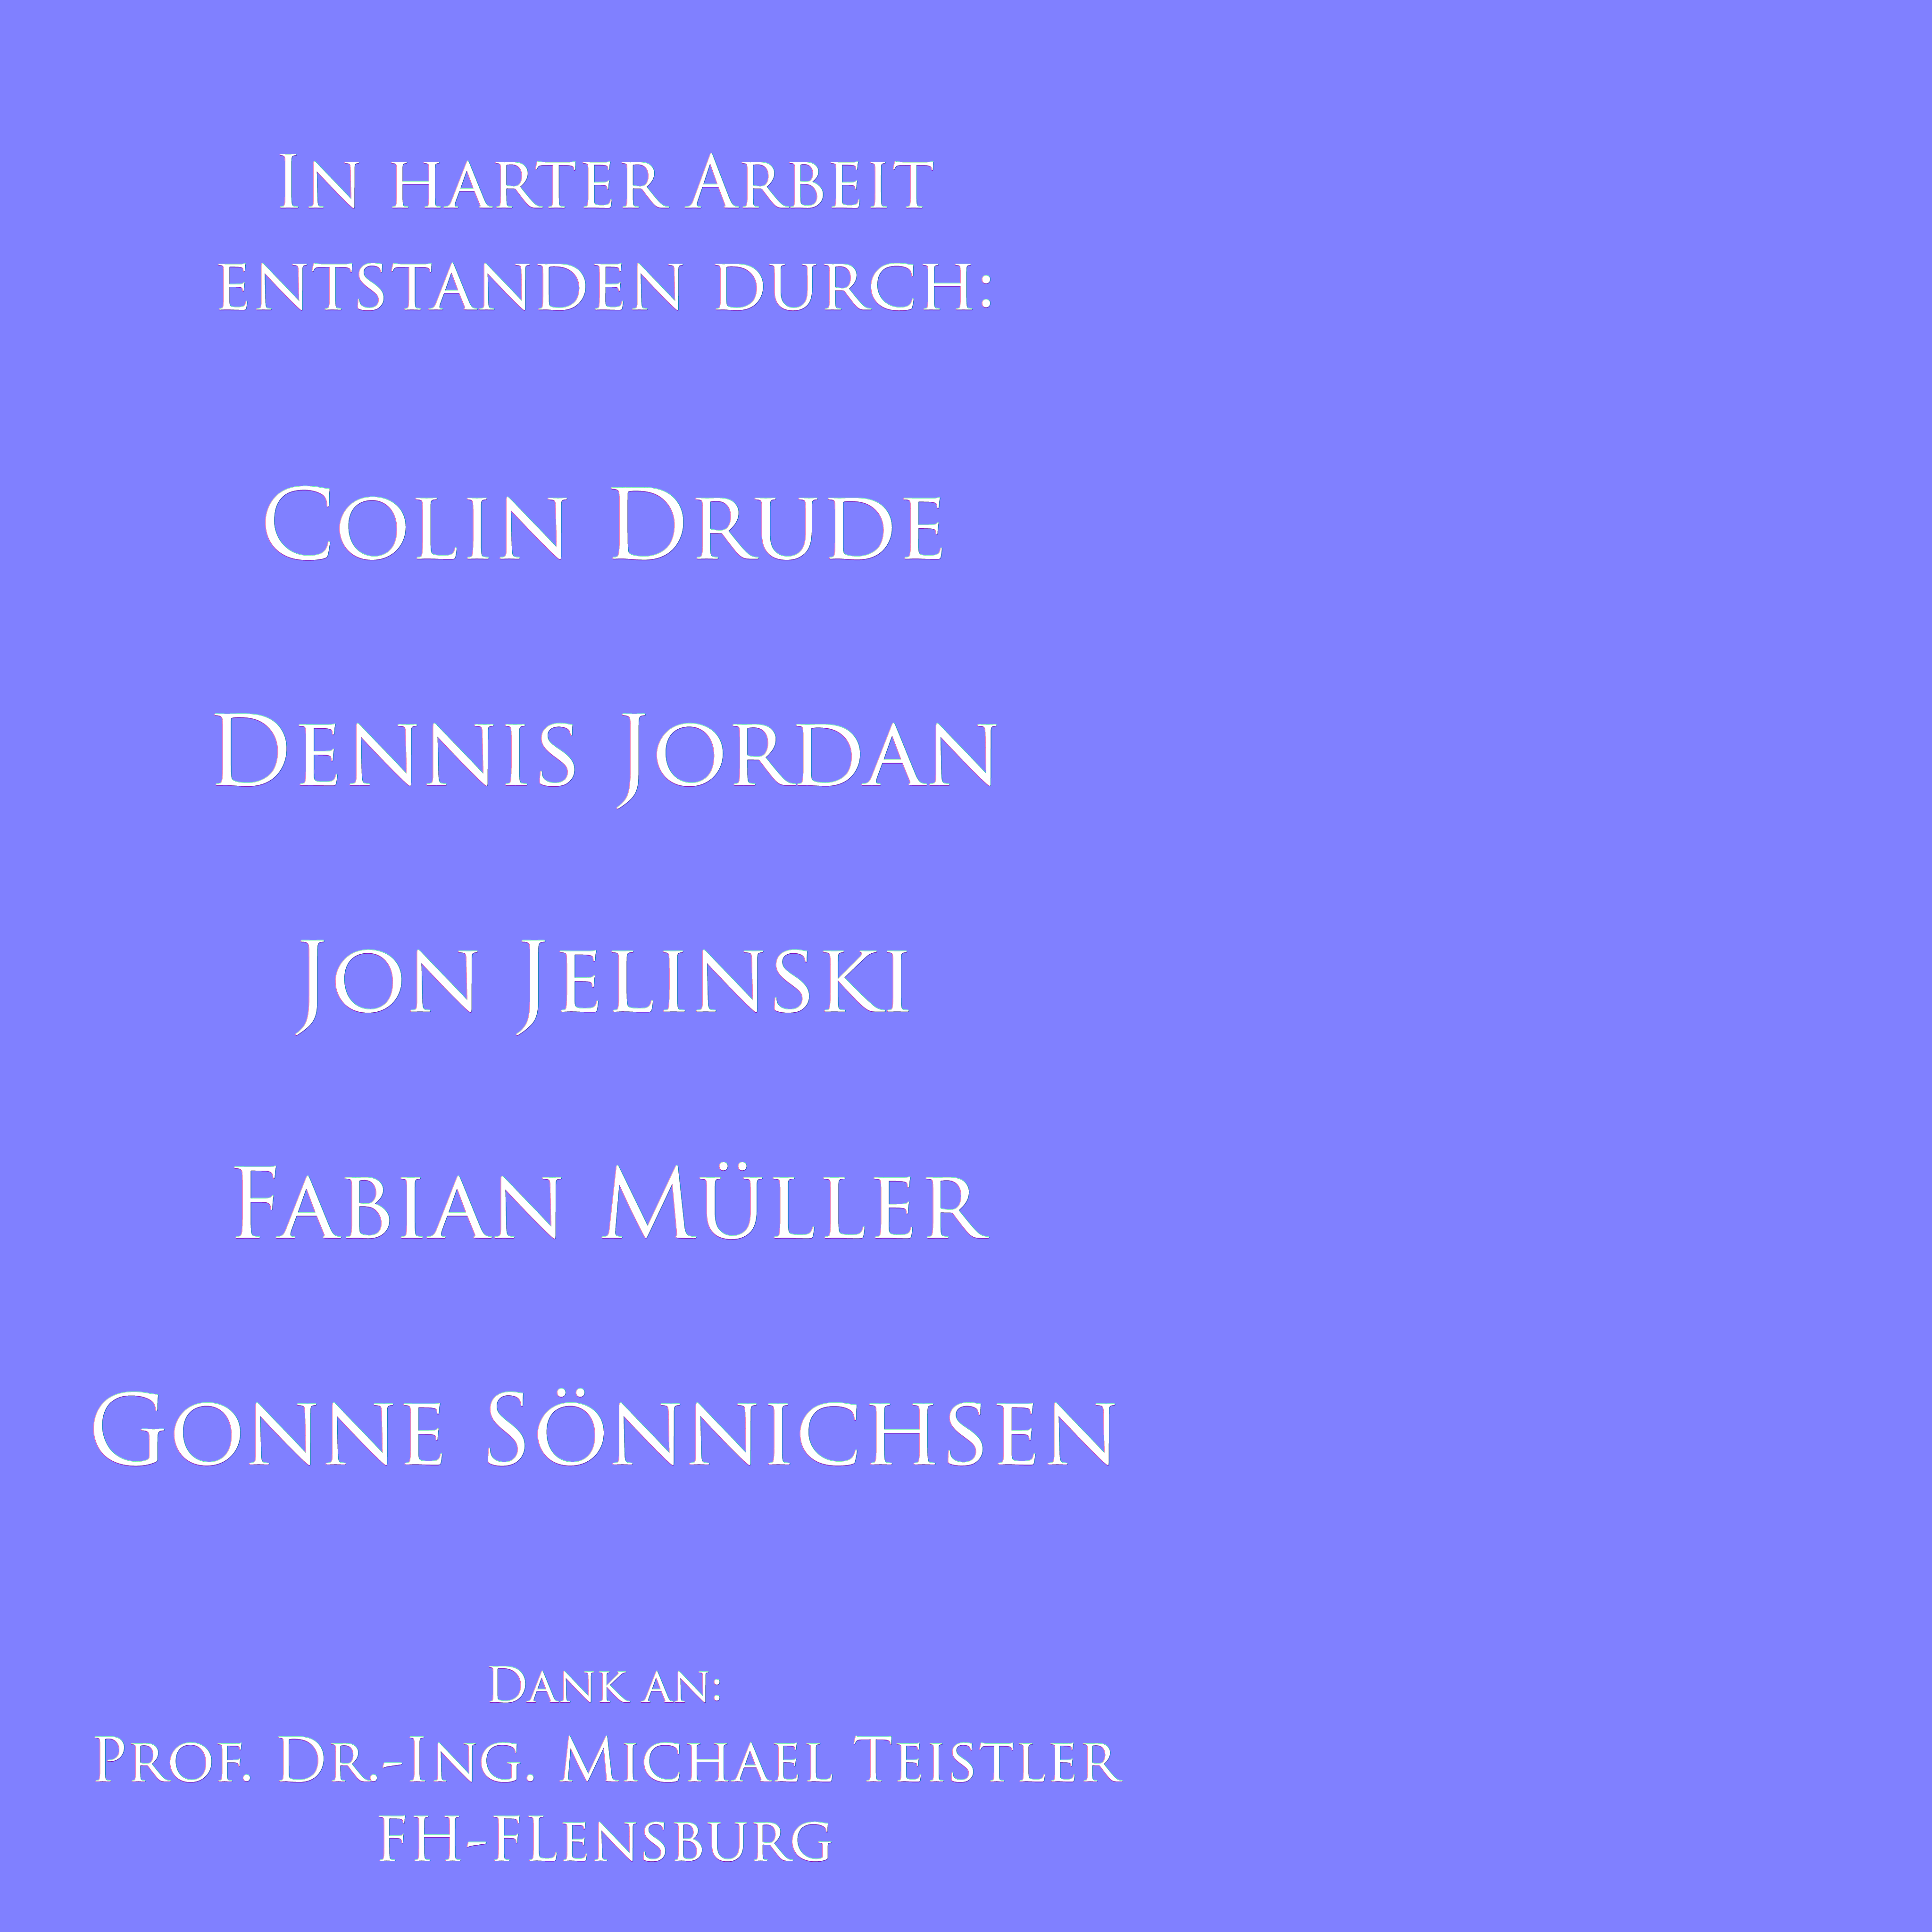 In harter Arbeit
entstanden durch:
Colin Drude
Dennis Jordan
Jon Jelinski
Fabian Müller
Gonne Sönnichsen
Dank an:
Prof. Dr.-Ing. Michael Teistler
FH-FLensburg